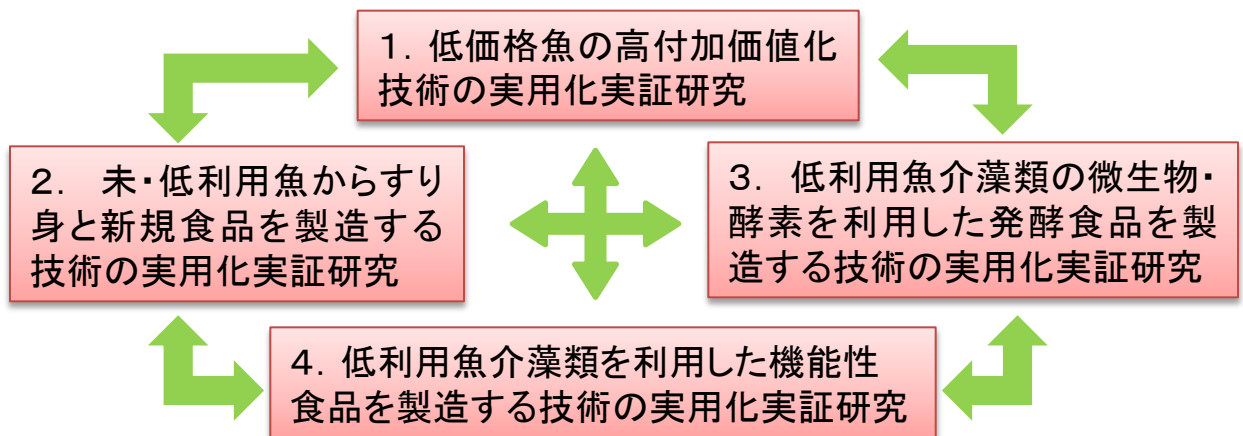 1．低価格魚の高付加価値化
技術の実用化実証研究
2．　未・低利用魚からすり
身と新規食品を製造する
技術の実用化実証研究
3．低利用魚介藻類の微生物・
酵素を利用した発酵食品を製
造する技術の実用化実証研究
4．低利用魚介藻類を利用した機能性
食品を製造する技術の実用化実証研究